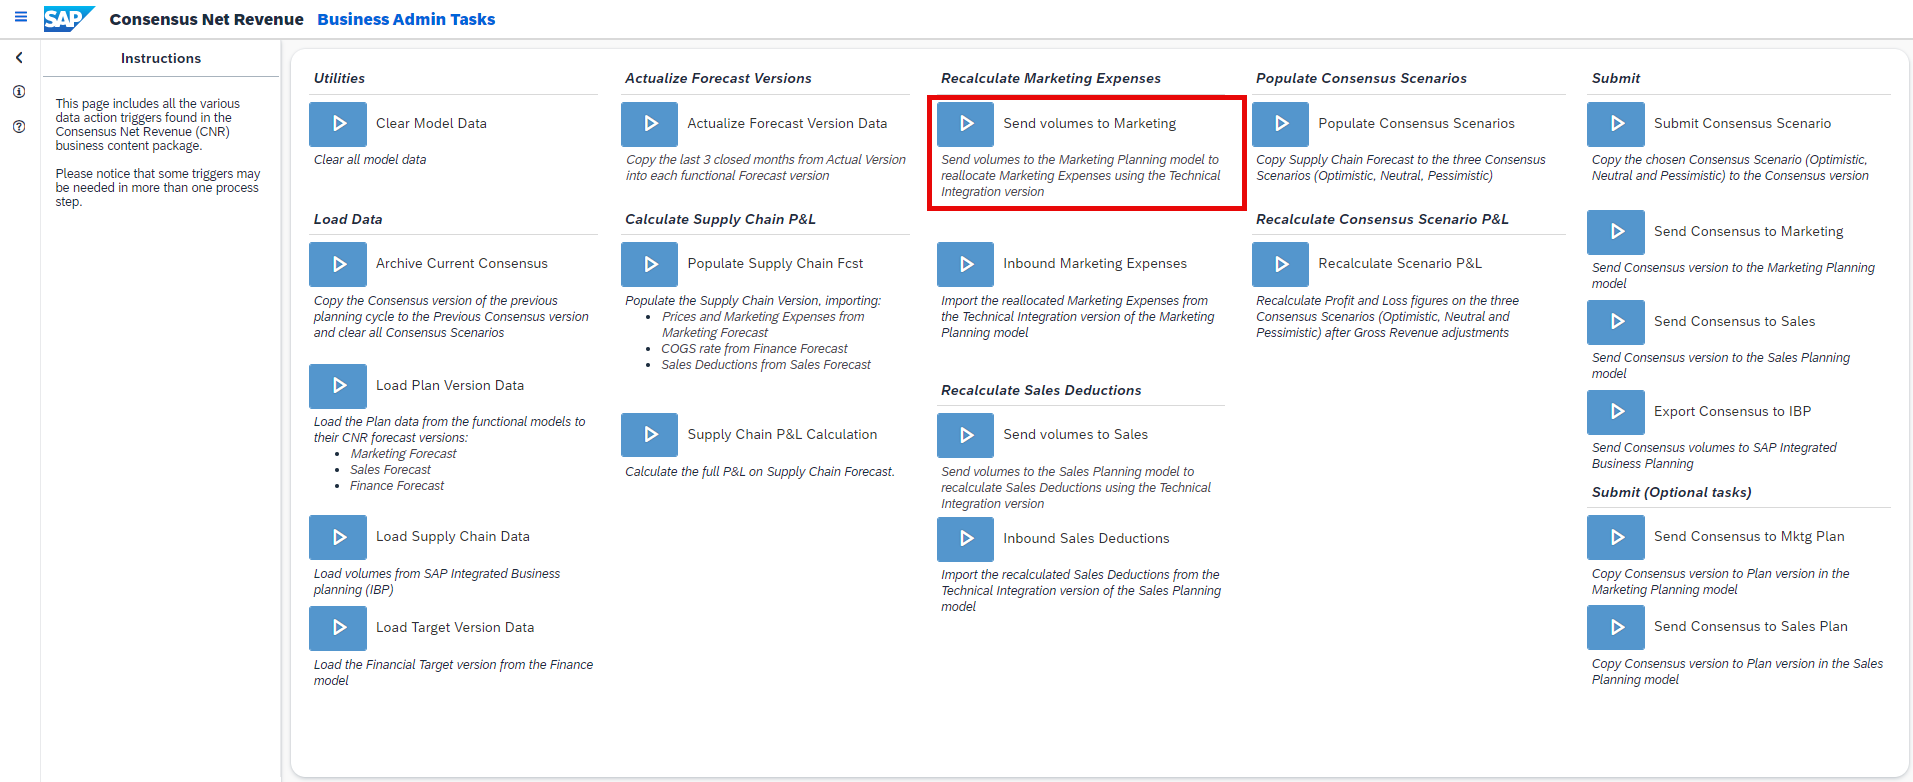 SAP Consensus Net Revenue Business Admin Tasks
Instructions
This page includes all the various
data action triggers found in the
Consensus Net Revenue (CNR)
business content package.
Please notice that some triggers may
be needed in more than one process
step.
Utilities
Clear Model Data
Clear all model data
Load Data
Archive Current Consensus
Copy the Consensus version of the previous
planning cycle to the Previous Consensus version
and clear all Consensus Scenarios
Load Plan Version Data
Load the Plan data from the functional models to
their CNR forecast versions:
• Marketing Forecast
• Sales Forecast
• Finance Forecast
Load Supply Chain Data
Load volumes from SAP Integrated Business
planning (IBP)
Load Target Version Data
Load the Financial Target version from the Finance
model
Actualize Forecast Versions
Actualize Forecast Version Data
Copy the last 3 closed months from Actual Version
into each functional Forecast version
Calculate Supply Chain P&L
Populate Supply Chain Fcst
Populate the Supply Chain Version, importing:
• Prices and Marketing Expenses from
Marketing Forecast
• COGS rate from Finance Forecast
• Sales Deductions from Sales Forecast
Supply Chain P&L Calculation
Calculate the full P&L on Supply Chain Forecast.
Recalculate Marketing Expenses
Send volumes to Marketing
Send volumes to the Marketing Planning model to
reallocate Marketing Expenses using the Technical
Integration version
Inbound Marketing Expenses
Import the reallocated Marketing Expenses from
the Technical Integration version of the Marketing
Planning model
Recalculate Sales Deductions
Send volumes to Sales
Send volumes to the Sales Planning model to
recalculate Sales Deductions using the Technical
Integration version
Inbound Sales Deductions
Import the recalculated Sales Deductions from the
Technical Integration version of the Sales Planning
model
Populate Consensus Scenarios
Populate Consensus Scenarios
Copy Supply Chain Forecast to the three Consensus
Scenarios (Optimistic, Neutral, Pessimistic)
Recalculate Consensus Scenario P&L
Recalculate Scenario P&L
Recalculate Profit and Loss figures on the three
Consensus Scenarios (Optimistic, Neutral and
Pessimistic) after Gross Revenue adjustments
Submit
Submit Consensus Scenario
Copy the chosen Consensus Scenario (Optimistic,
Neutral and Pessimistic) to the Consensus version
Send Consensus to Marketing
Send Consensus version to the Marketing Planning
model
Send Consensus to Sales
Send Consensus version to the Sales Planning
model
Export Consensus to IBP
Send Consensus volumes to SAP Integrated
Business Planning
Submit (Optional tasks)
Send Consensus to Mktg Plan
Copy Consensus version to Plan version in the
Marketing Planning model
Send Consensus to Sales Plan
Copy Consensus version to Plan version in the Sales
Planning model